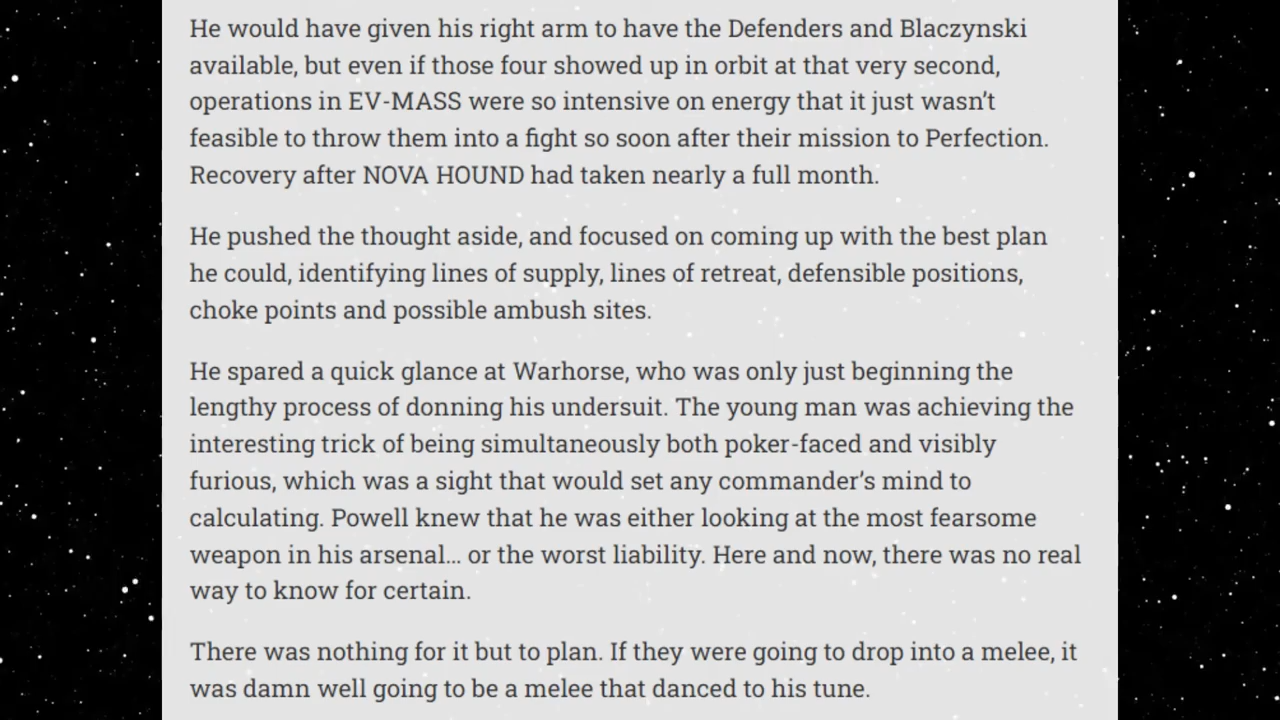 He would have given his right arm to have the Defenders and Blaczynski
available, but even if those four showed up in orbit at that very second,
operations in EV-MASS were so intensive on energy that it just wasn’t
feasible to throw them into a fight so soon after their mission to Perfection.
Recovery after NOVA HOUND had taken nearly a full month.
He pushed the thought aside, and focused on coming up with the best plan
he could, identifying lines of supply, lines of retreat, defensible positions,
choke points and possible ambush sites.
He spared a quick glance at Warhorse, who was only just beginning the
lengthy process of donning his undersuit. The young man was achieving the
interesting trick of being simultaneously both poker-faced and visibly
furious, which was a sight that would set any commander’s mind to
calculating. Powell knew that he was either looking at the most fearsome
weapon in his arsenal… or the worst liability. Here and now, there was no real
way to know for certain.
There was nothing for it but to plan. If they were going to drop into a melee, it
was damn well going to be a melee that danced to his tune.